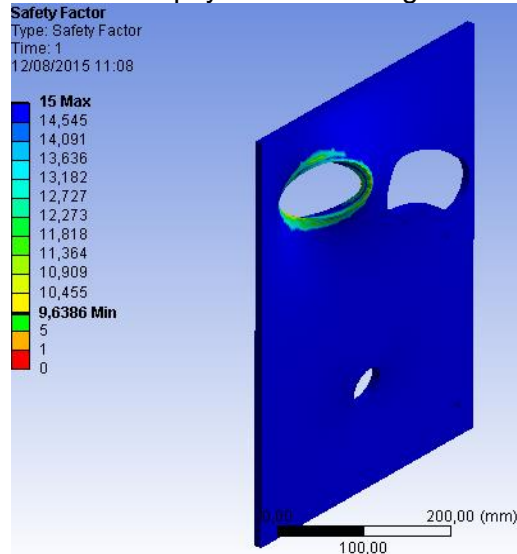 Safety Factor
Type: Safety Factor
Time: 1
12/08/2015 11:08
15 Max
14,545
14,091
13,636
13,182
12,727
12,273
11,818
11,364
10,909
10,455
9,6386 Min
5
1
0
0,00
200,00 (mm)
100,00